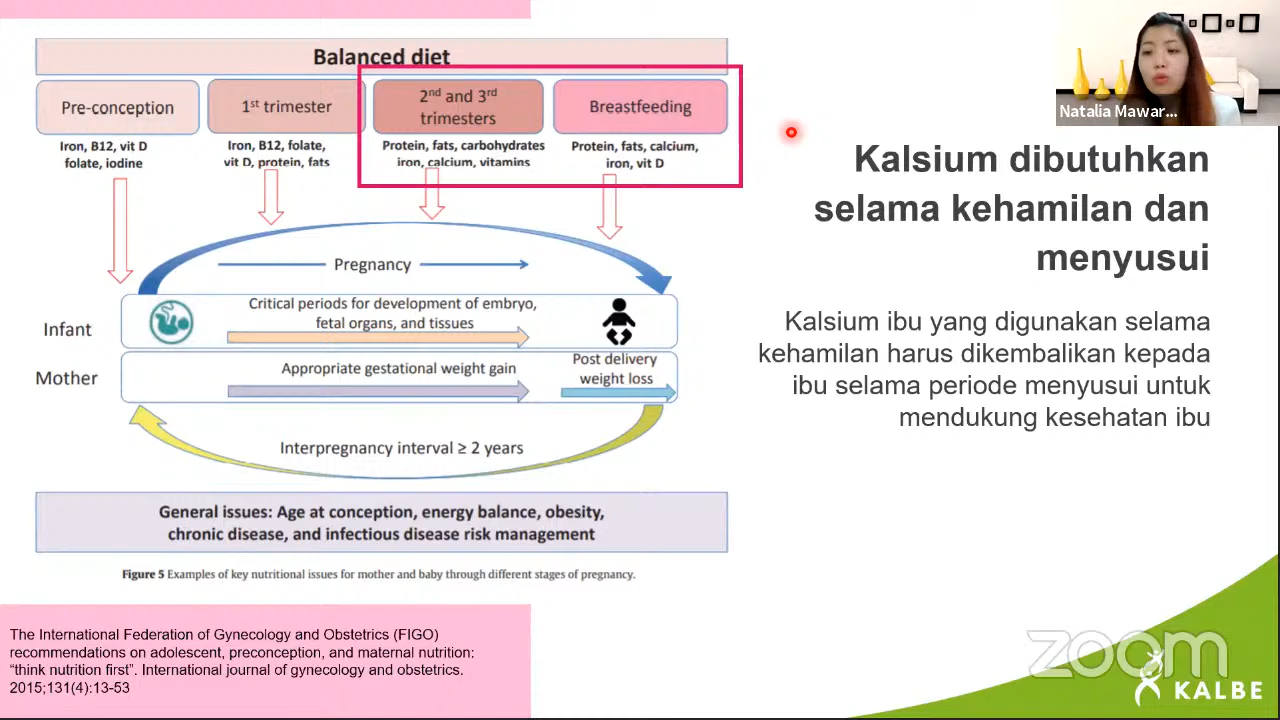 Balanced diet
Pre-conception
1st trimester
2nd and 3rd
trimesters
Breastfeeding
Iron, B12, vit D
folate, iodine
Iron, B12, folate,
vit D, protein, fats
Protein, fats, carbohydrates
iron, calcium, vitamins
Protein, fats, calcium,
iron, vit D
Pregnancy
Infant
Critical periods for development of embryo,
fetal organs, and tissues
Mother
Appropriate gestational weight gain
Post delivery
weight loss
Interpregnancy interval ≥ 2 years
General issues: Age at conception, energy balance, obesity,
chronic disease, and infectious disease risk management
Figure 5 Examples of key nutritional issues for mother and baby through different stages of pregnancy.
The International Federation of Gynecology and Obstetrics (FIGO)
recommendations on adolescent, preconception, and maternal nutrition:
“think nutrition first”. International journal of gynecology and obstetrics.
2015;131(4):13-53
Natalia Mawar...
Kalsium dibutuhkan
selama kehamilan dan
menyusui
Kalsium ibu yang digunakan selama
kehamilan harus dikembalikan kepada
ibu selama periode menyusui untuk
mendukung kesehatan ibu
zoom
KALBE